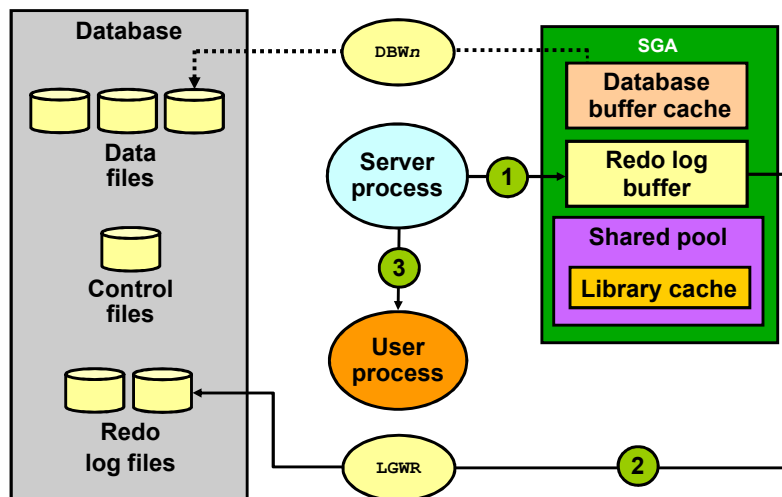 Database
Data
files
Control
files
Redo
log files
DBWn
Server
process
1
3
User
process
LGWR
2
SGA
Database
buffer cache
Redo log
buffer
Shared pool
Library cache